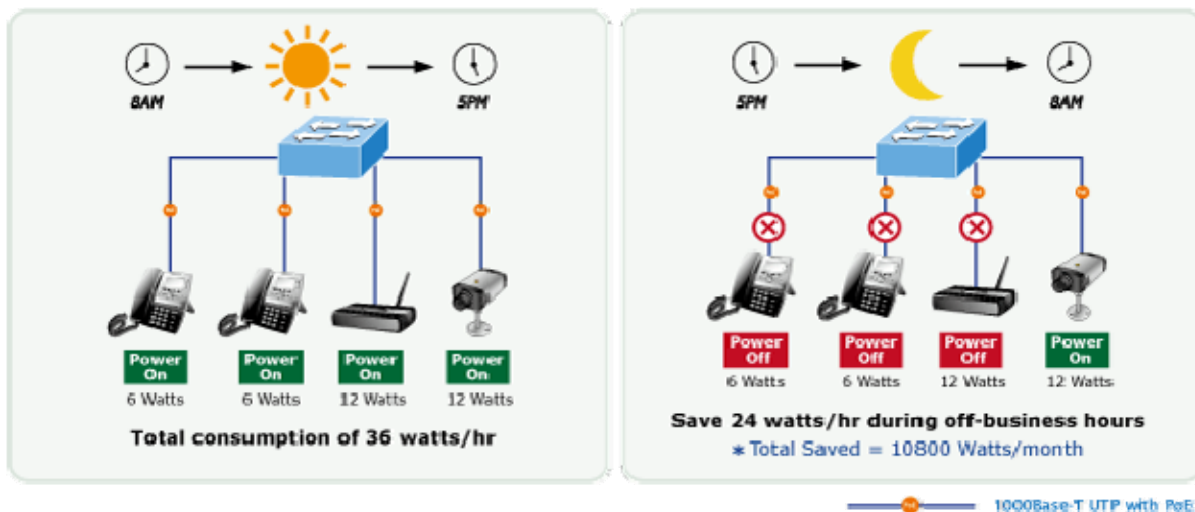 8AM
5PM
Power On
6 Watts
Power On
6 Watts
Power On
12 Watts
Power On
12 Watts
Total consumption of 36 watts/hr
5PM
8AM
Power Off
6 Watts
Power Off
6 Watts
Power Off
12 Watts
Power On
12 Watts
Save 24 watts/hr during off-business hours
* Total Saved = 10800 Watts/month
1000Base-T UTP with PoE